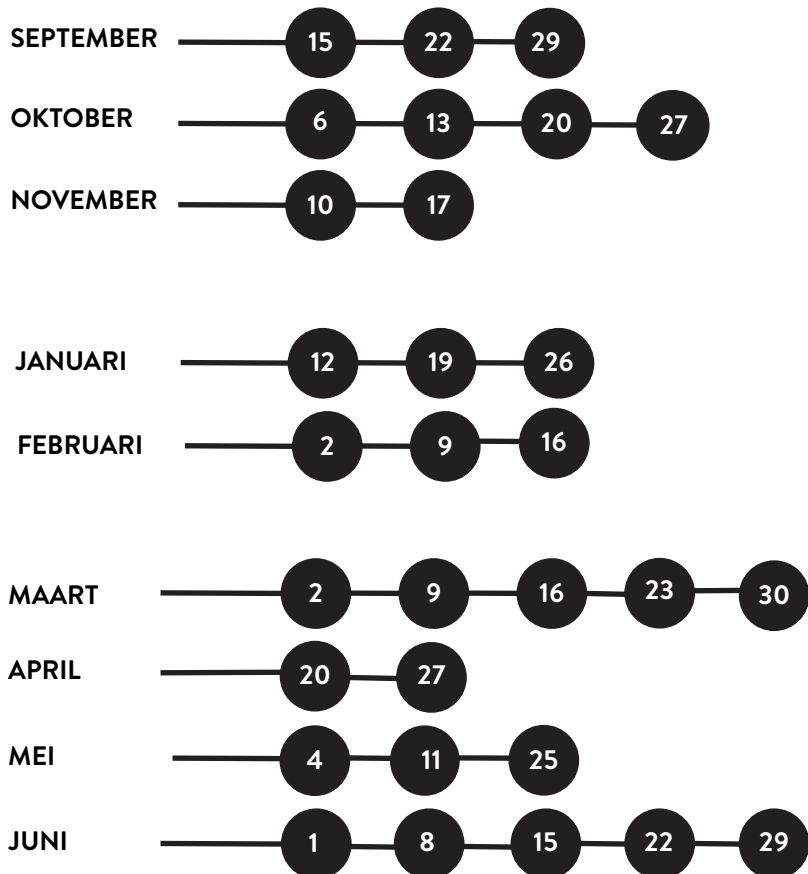 SEPTEMBER 15 22 29
OKTOBER 6 13 20 27
NOVEMBER 10 17
JANUARI 12 19 26
FEBRUARI 2 9 16
MAART 2 9 16 23 30
APRIL 20 27
MEI 4 11 25
JUNI 1 8 15 22 29